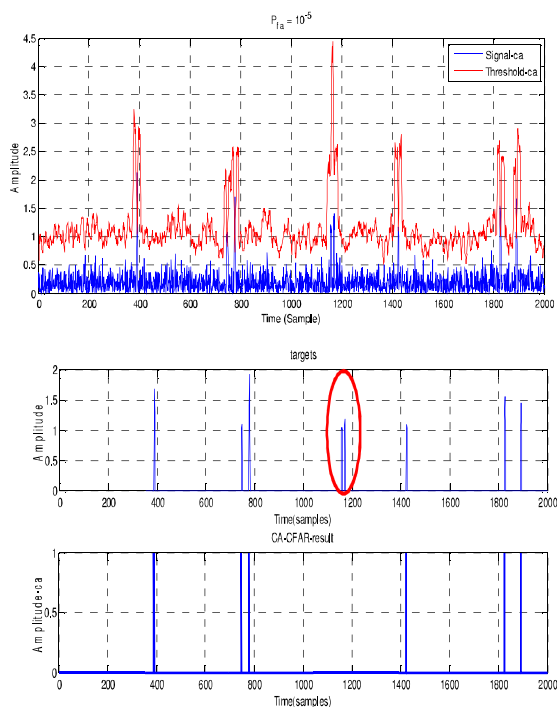 P_fa = 10^-5
4.5
4
3.5
3
2.5
2
1.5
1
0.5
0
Amplitude
Signal-ca
Threshold-ca
0 200 400 600 800 1000 1200 1400 1600 1800 2000
Time (Sample)
targets
2
1.5
1
0.5
0
Amplitude
0 200 400 600 800 1000 1200 1400 1600 1800 2000
Time(samples)
CA-CFAR-result
1
0.5
0
Amplitude-ca
0 200 400 600 800 1000 1200 1400 1600 1800 2000
Time(samples)